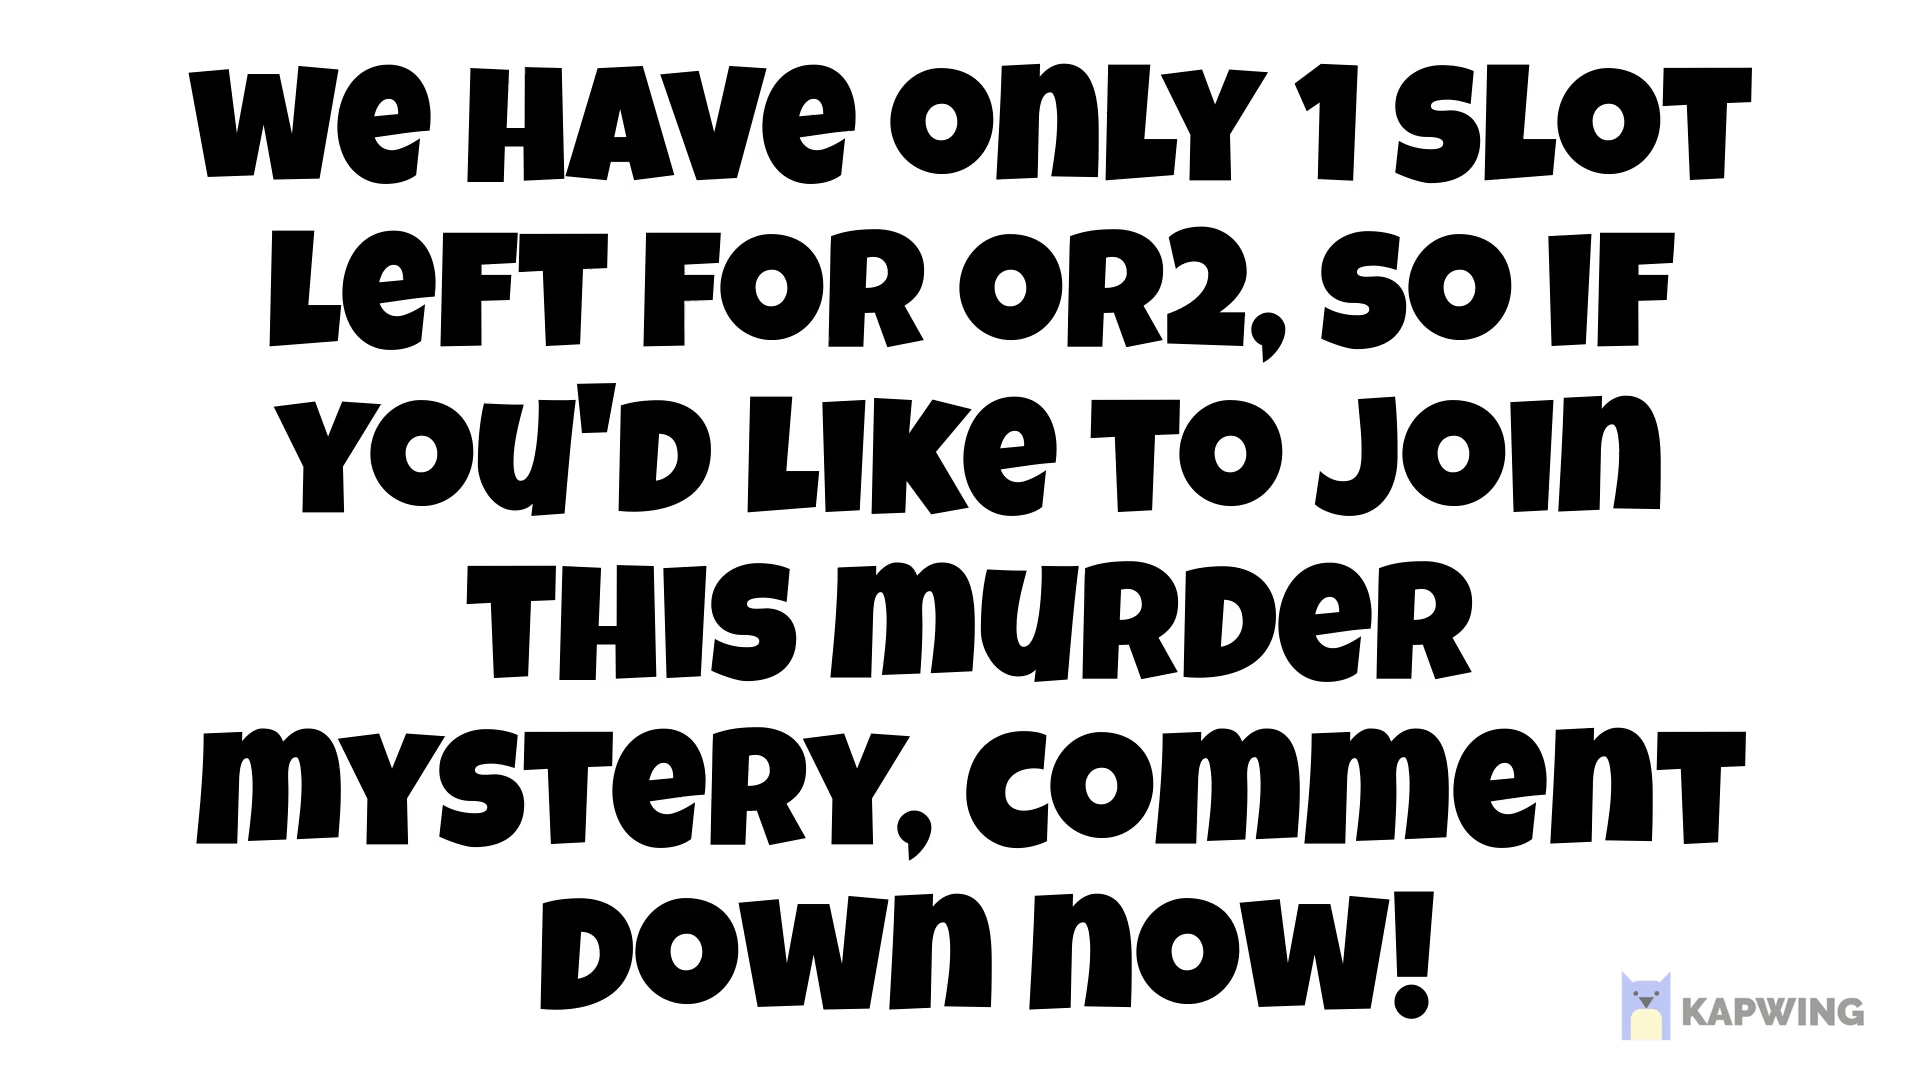 We HAVE ONLY 1 SLOT
LEFT FOR OR2, SO IF
YOU'D LIKE TO JOIN
THIS MURDER
MYSTERY, COMMENT
DOWN NOW!
KAPWING